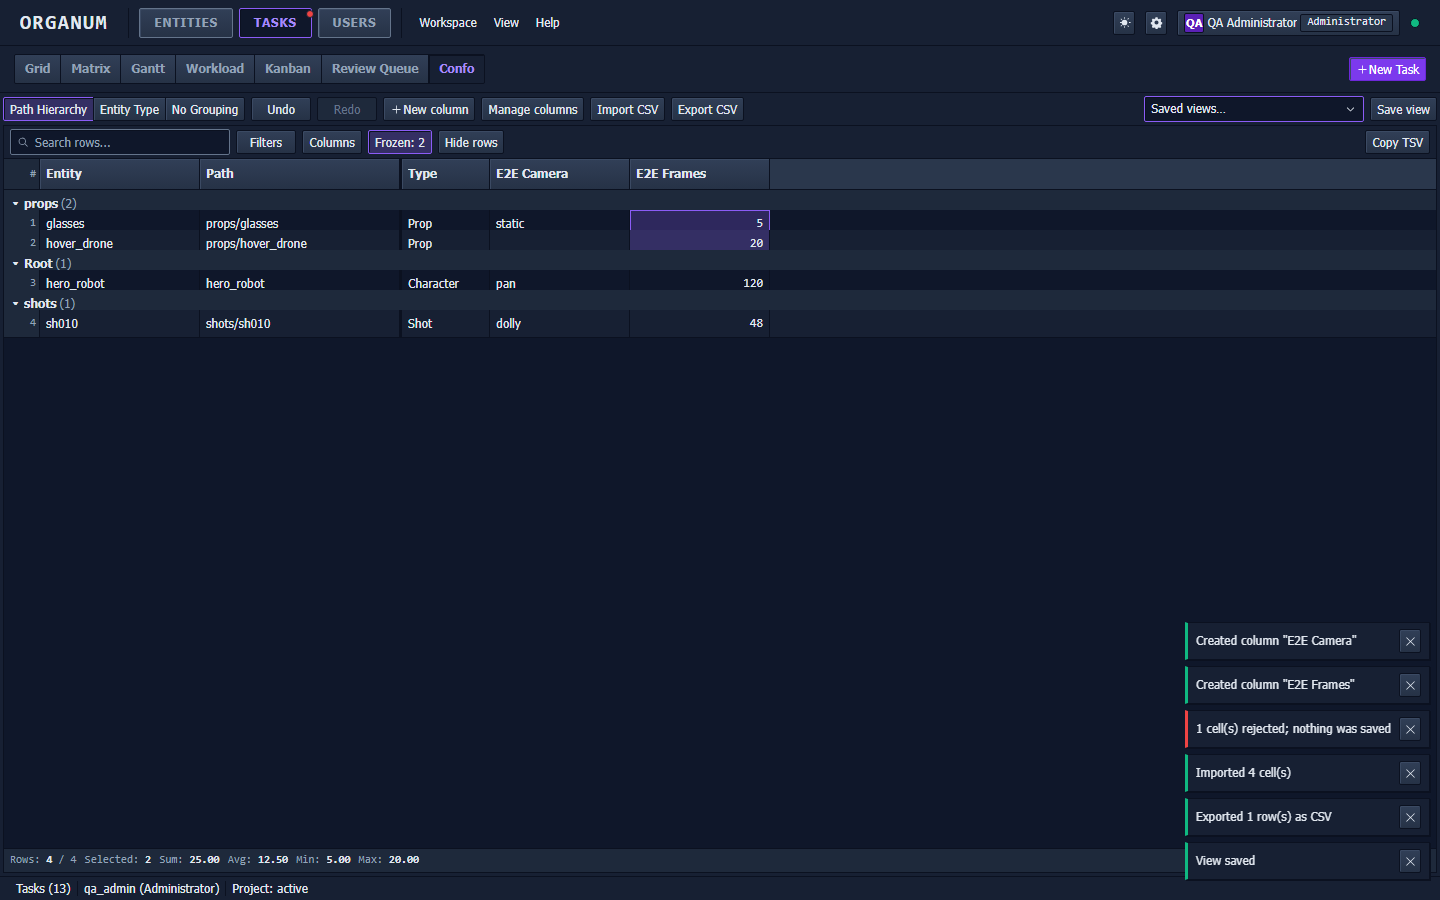 ORGANUM ENTITIES TASKS USERS Workspace View Help QA QA Administrator Administrator
Grid Matrix Gantt Workload Kanban Review Queue Confo +New Task
Path Hierarchy Entity Type No Grouping Undo Redo +New column Manage columns Import CSV Export CSV Saved views... Save view
Search rows... Filters Columns Frozen: 2 Hide rows Copy TSV
# Entity Path Type E2E Camera E2E Frames
props (2)
1 glasses props/glasses Prop static 5
2 hover_drone props/hover_drone Prop 20
Root (1)
3 hero_robot hero_robot Character pan 120
shots (1)
4 sh010 shots/sh010 Shot dolly 48
Created column "E2E Camera"
Created column "E2E Frames"
1 cell(s) rejected; nothing was saved
Imported 4 cell(s)
Exported 1 row(s) as CSV
View saved
Rows: 4 / 4 Selected: 2 Sum: 25.00 Avg: 12.50 Min: 5.00 Max: 20.00
Tasks (13) qa_admin (Administrator) Project: active